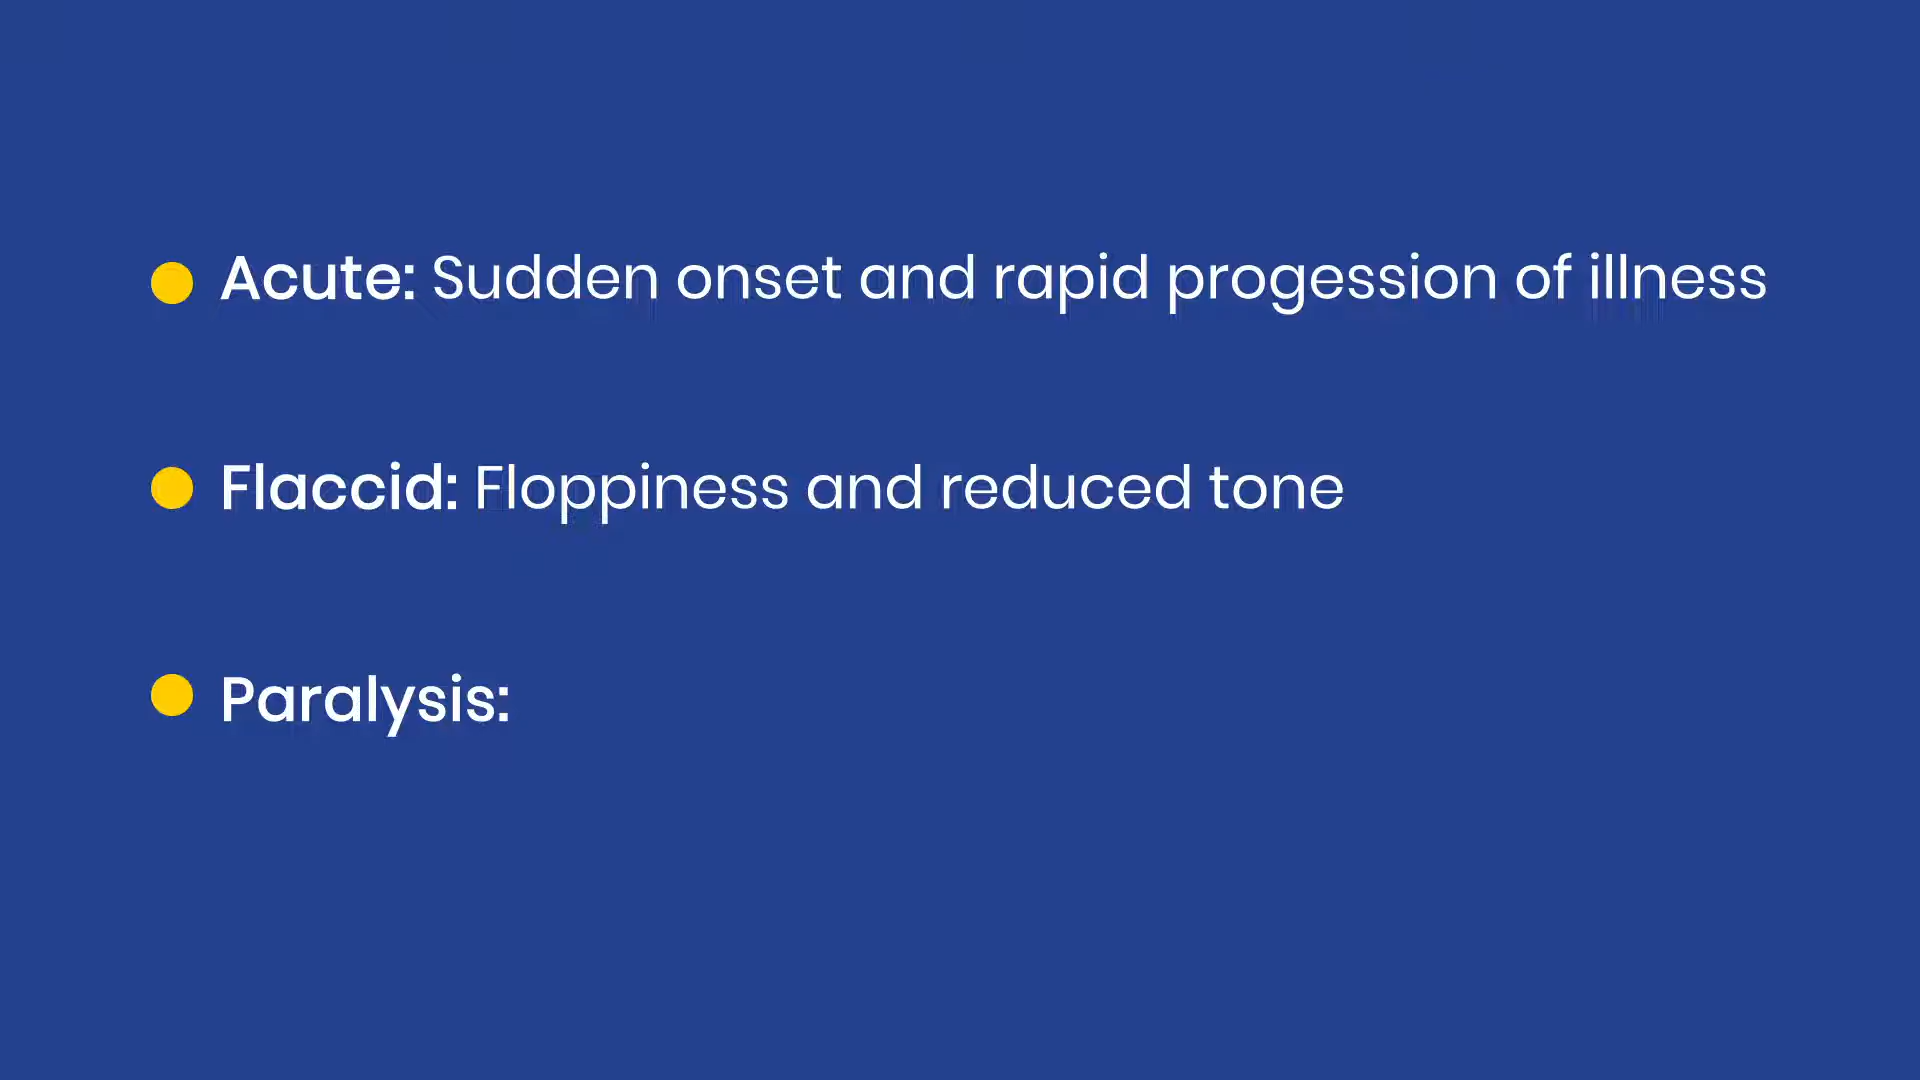 Acute: Sudden onset and rapid progession of illness
Flaccid: Floppiness and reduced tone
Paralysis: